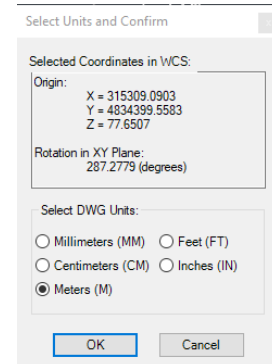 Select Units and Confirm
Selected Coordinates in WCS:
Origin:
X = 315309.0903
Y = 4834399.5583
Z = 77.6507
Rotation in XY Plane:
287.2779 (degrees)
Select DWG Units:
Millimeters (MM) Feet (FT)
Centimeters (CM) Inches (IN)
Meters (M)
OK Cancel